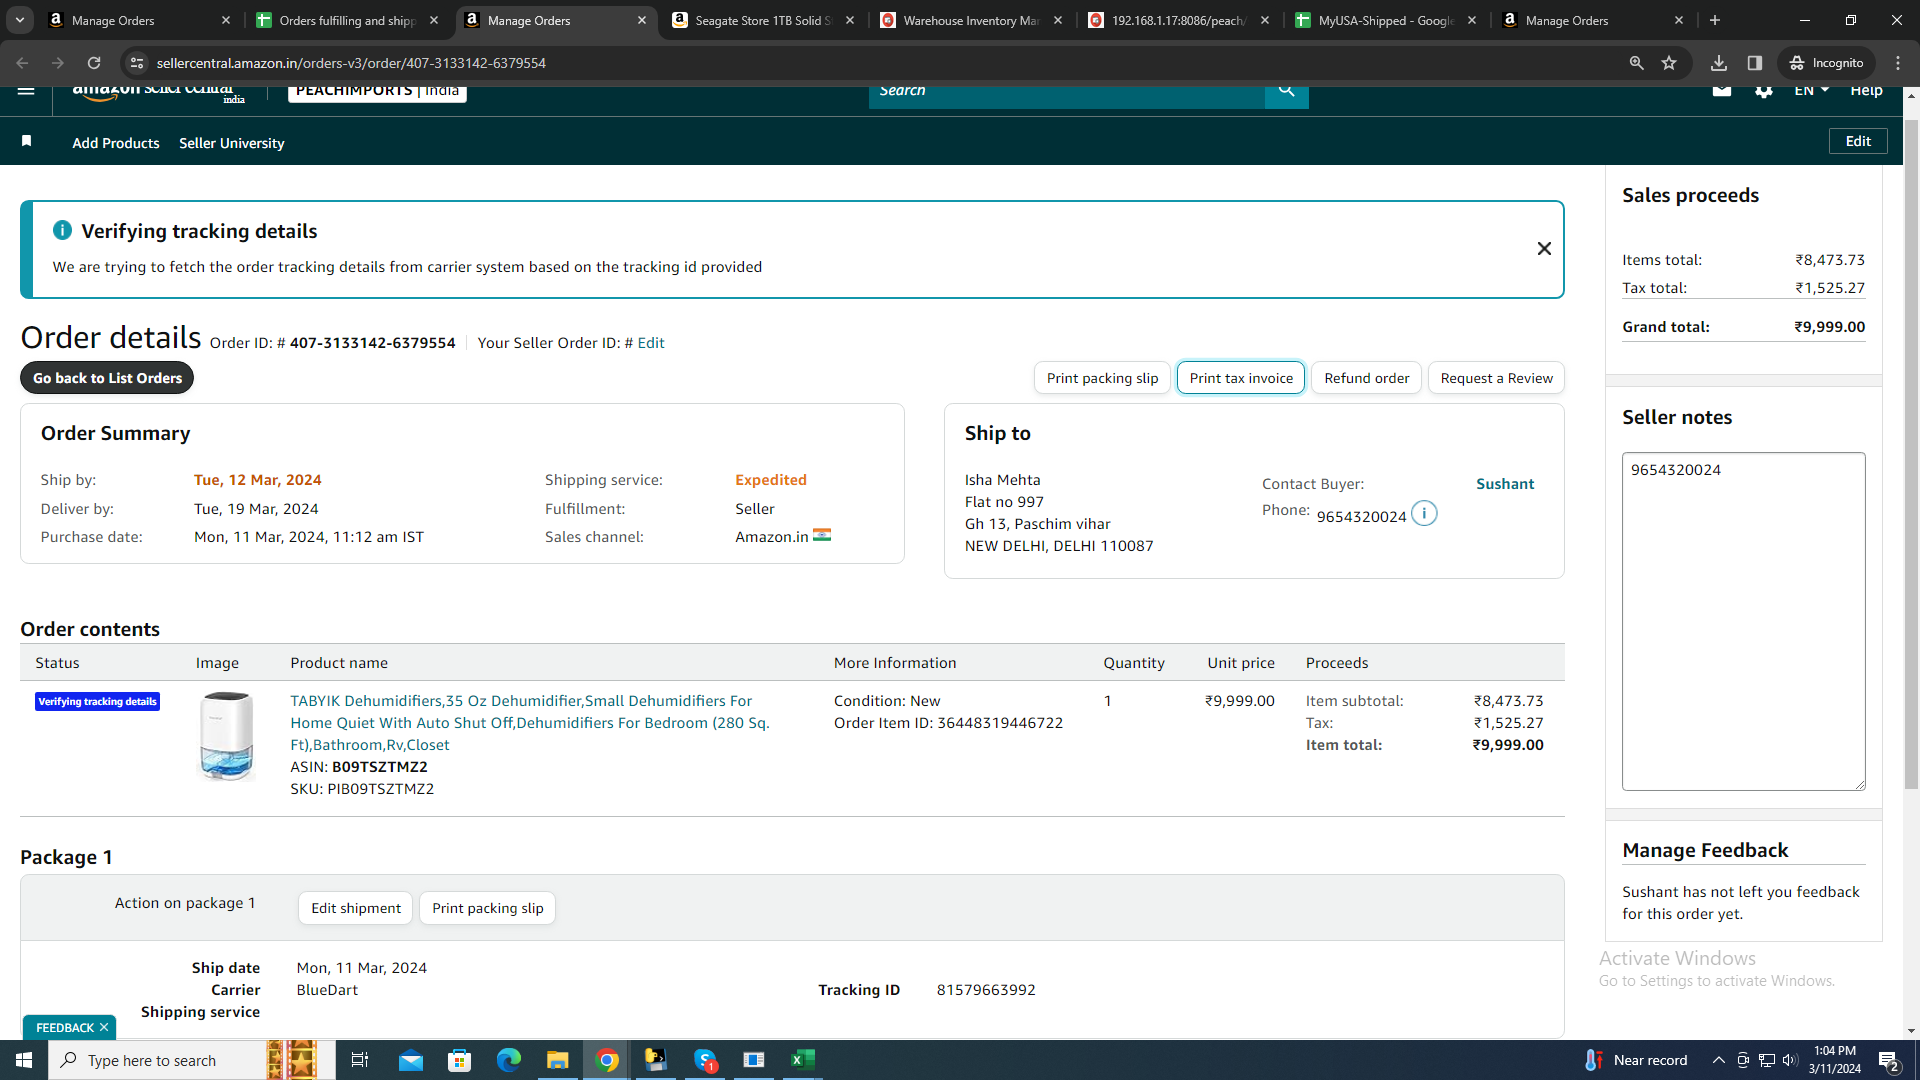 Manage Orders
Orders fulfilling and shipp
Manage Orders
Seagate Store 1TB Solid S
Warehouse Inventory Mar
192.168.1.17:8086/peach/
MyUSA-Shipped - Google
Manage Orders
sellercentral.amazon.in/orders-v3/order/407-3133142-6379554
Incognito
amazon seller central
india
PEACHIMPORTS | India
Search
EN
Help
Add Products
Seller University
Edit
Verifying tracking details
We are trying to fetch the order tracking details from carrier system based on the tracking id provided
Order details Order ID: # 407-3133142-6379554 Your Seller Order ID: # Edit
Go back to List Orders
Print packing slip
Print tax invoice
Refund order
Request a Review
Order Summary
Ship by: Tue, 12 Mar, 2024
Deliver by: Tue, 19 Mar, 2024
Purchase date: Mon, 11 Mar, 2024, 11:12 am IST
Shipping service: Expedited
Fulfillment: Seller
Sales channel: Amazon.in
Ship to
Isha Mehta
Flat no 997
Gh 13, Paschim vihar
NEW DELHI, DELHI 110087
Contact Buyer: Sushant
Phone: 9654320024
Order contents
Status Image Product name More Information Quantity Unit price Proceeds
Verifying tracking details
TABYIK Dehumidifiers,35 Oz Dehumidifier,Small Dehumidifiers For
Home Quiet With Auto Shut Off,Dehumidifiers For Bedroom (280 Sq.
Ft),Bathroom,Rv,Closet
ASIN: B09TSZTMZ2
SKU: PIB09TSZTMZ2
Condition: New
Order Item ID: 36448319446722
1
₹9,999.00
Item subtotal: ₹8,473.73
Tax: ₹1,525.27
Item total: ₹9,999.00
Package 1
Action on package 1
Edit shipment
Print packing slip
Ship date Mon, 11 Mar, 2024
Carrier BlueDart
Shipping service
Tracking ID 81579663992
Sales proceeds
Items total: ₹8,473.73
Tax total: ₹1,525.27
Grand total: ₹9,999.00
Seller notes
9654320024
Manage Feedback
Sushant has not left you feedback
for this order yet.
Activate Windows
Go to Settings to activate Windows.
FEEDBACK
Type here to search
1
Near record
1:04 PM
3/11/2024
2